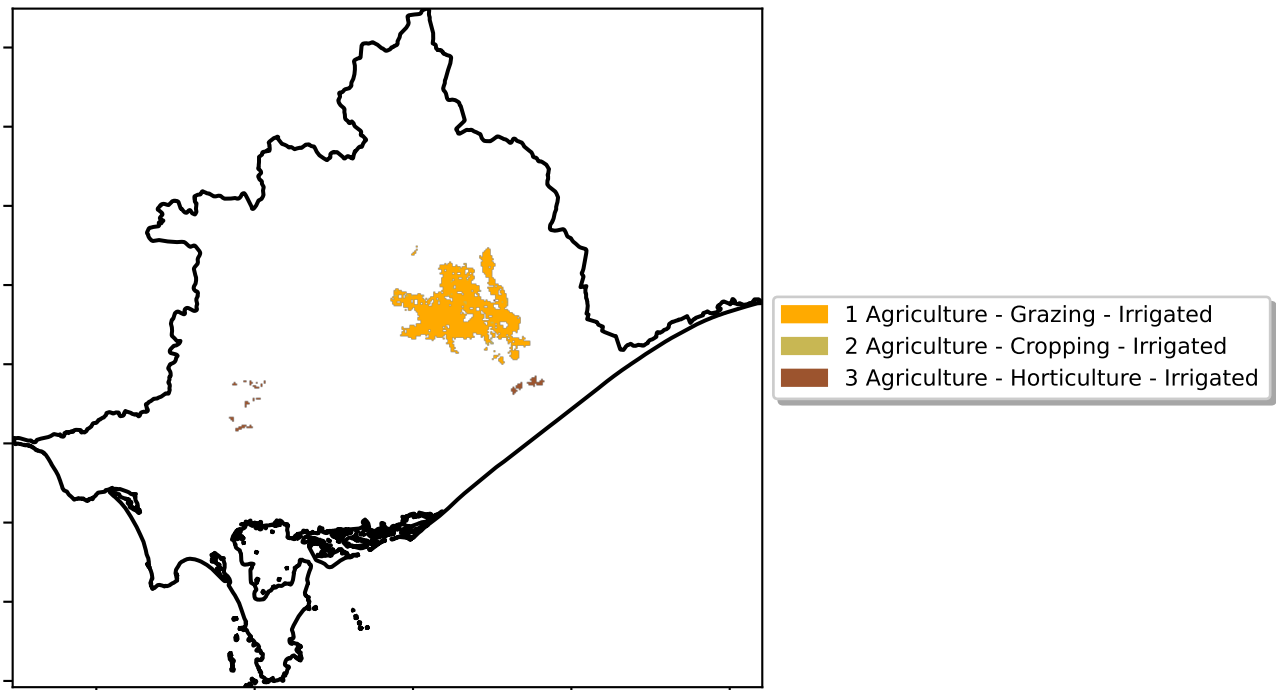 1 Agriculture - Grazing - Irrigated
2 Agriculture - Cropping - Irrigated
3 Agriculture - Horticulture - Irrigated